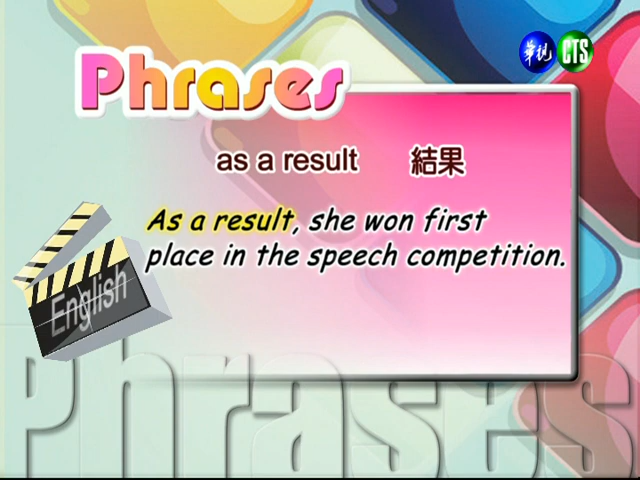 Phrases
華視 CTS
as a result 結果
As a result, she won first
place in the speech competition.
English
Phrases